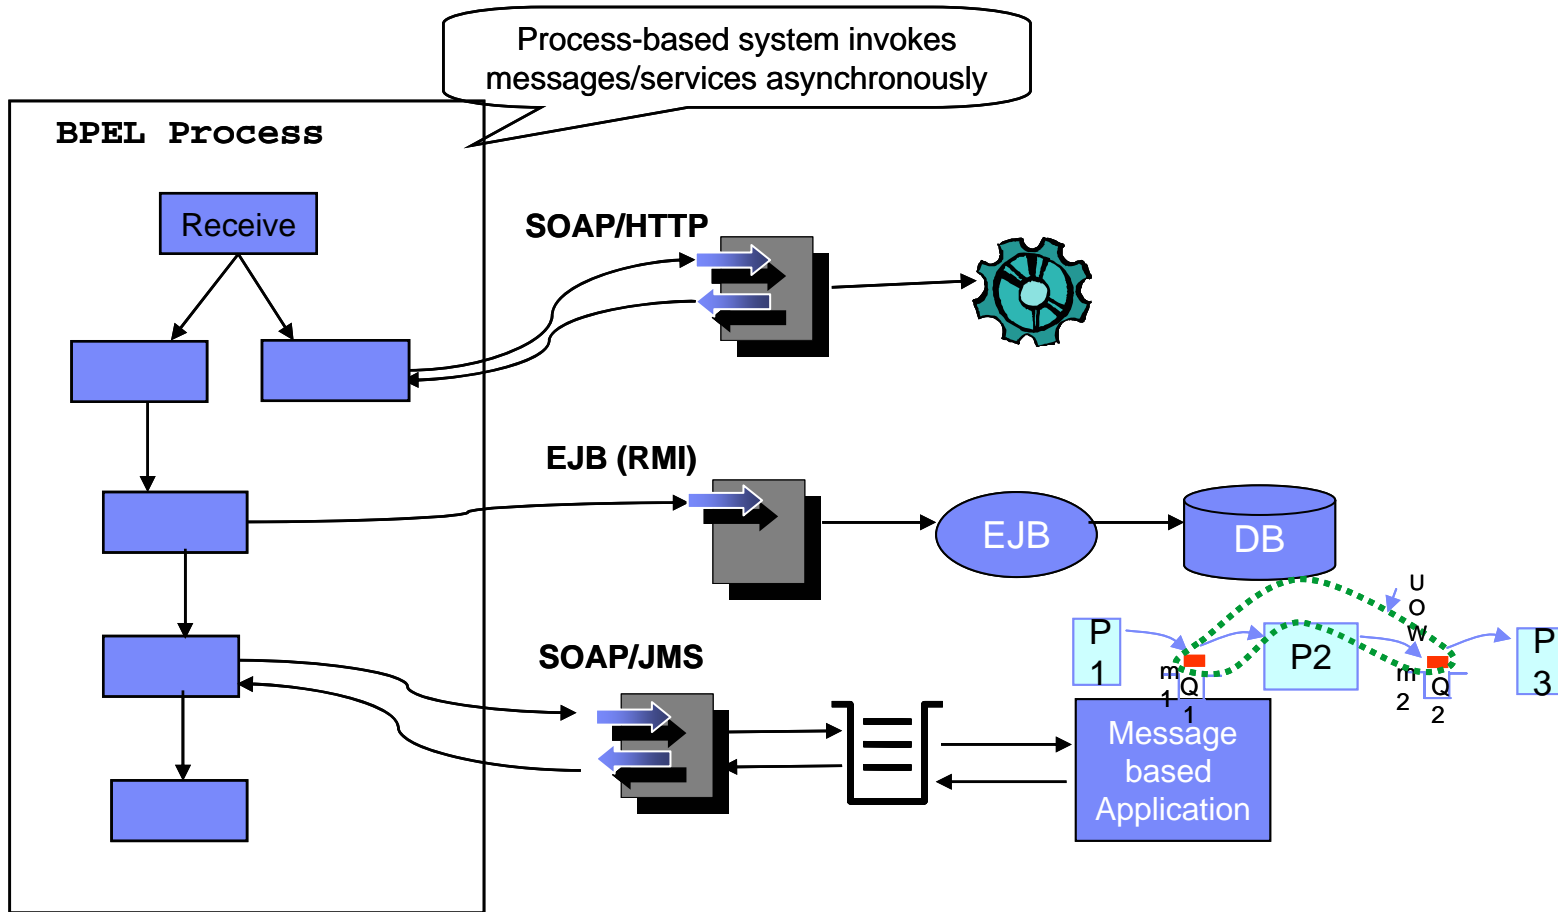 Process-based system invokes
messages/services asynchronously
BPEL Process
Receive
SOAP/HTTP
EJB (RMI)
EJB
DB
U
O
W
P
1
m
1
Q
1
P2
m
2
Q
2
P
3
SOAP/JMS
Message
based
Application